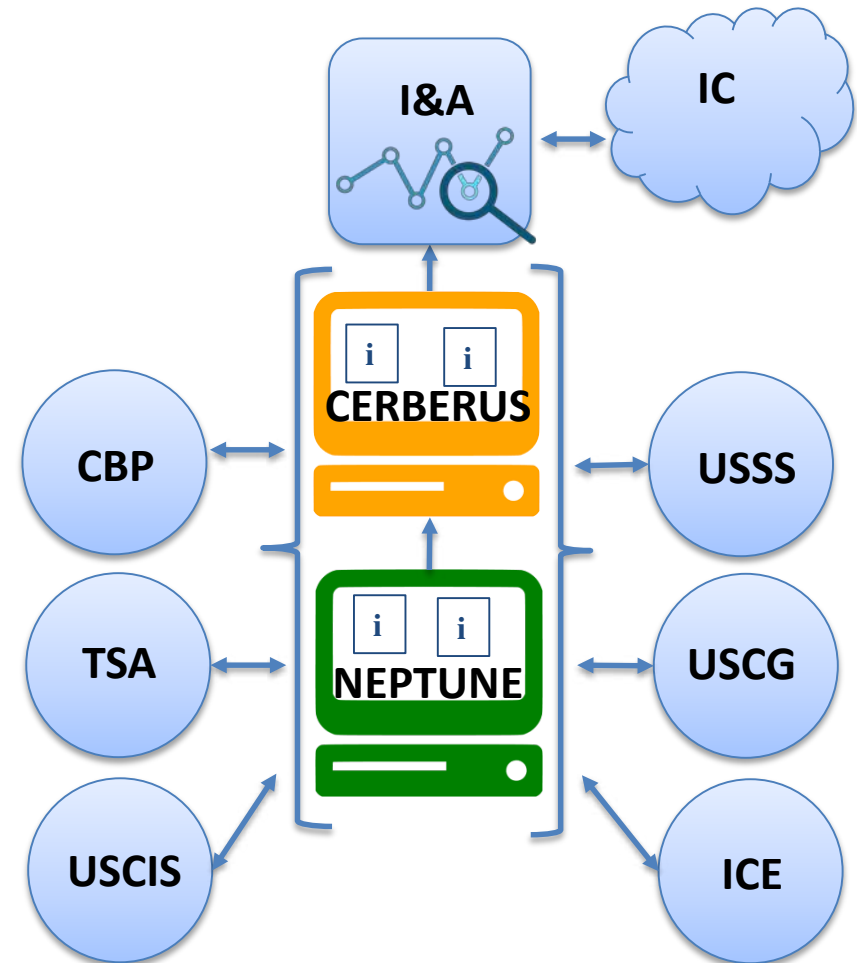 I&A
IC
i i
CERBERUS
CBP
USSS
i i
NEPTUNE
TSA
USCG
USCIS
ICE